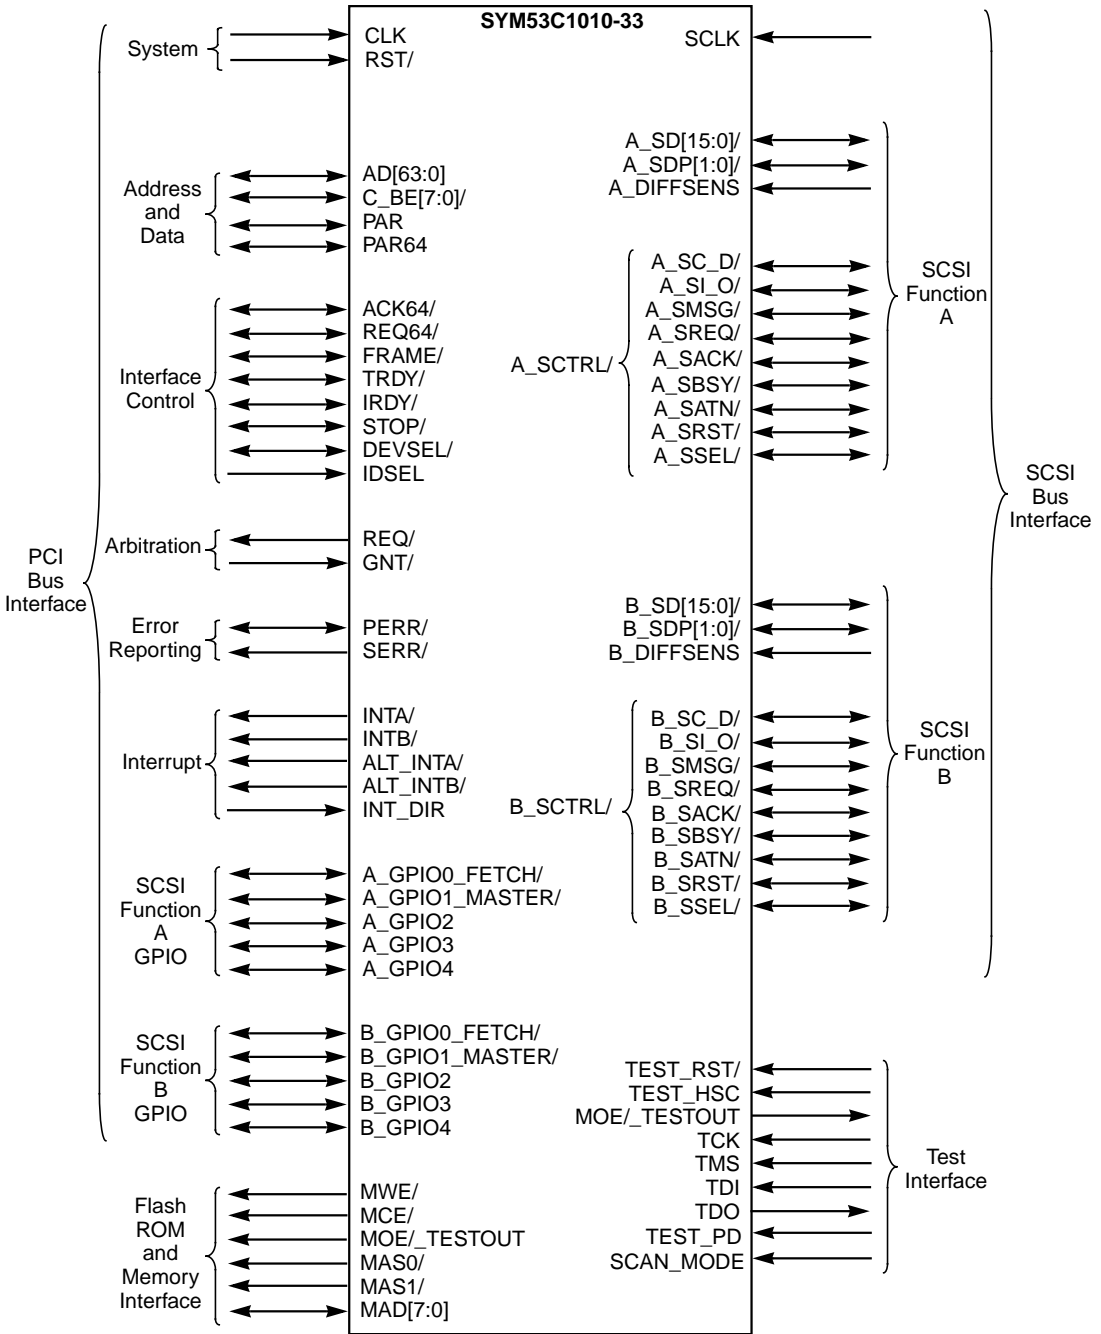 SYM53C1010-33
System
CLK
RST/
Address
and
Data
AD[63:0]
C_BE[7:0]/
PAR
PAR64
Interface
Control
ACK64/
REQ64/
FRAME/
TRDY/
IRDY/
STOP/
DEVSEL/
IDSEL
PCI
Bus
Interface
Arbitration
REQ/
GNT/
Error
Reporting
PERR/
SERR/
Interrupt
INTA/
INTB/
ALT_INTA/
ALT_INTB/
INT_DIR
SCSI
Function
A
GPIO
A_GPIO0_FETCH/
A_GPIO1_MASTER/
A_GPIO2
A_GPIO3
A_GPIO4
SCSI
Function
B
GPIO
B_GPIO0_FETCH/
B_GPIO1_MASTER/
B_GPIO2
B_GPIO3
B_GPIO4
Flash
ROM
and
Memory
Interface
MWE/
MCE/
MOE/_TESTOUT
MAS0/
MAS1/
MAD[7:0]
SCLK
A_SD[15:0]/
A_SDP[1:0]/
A_DIFFSENS
A_SCTRL/
A_SC_D/
A_SI_O/
A_SMSG/
A_SREQ/
A_SACK/
A_SBSY/
A_SATN/
A_SRST/
A_SSEL/
SCSI
Function
A
SCSI
Bus
Interface
B_SD[15:0]/
B_SDP[1:0]/
B_DIFFSENS
B_SCTRL/
B_SC_D/
B_SI_O/
B_SMSG/
B_SREQ/
B_SACK/
B_SBSY/
B_SATN/
B_SRST/
B_SSEL/
SCSI
Function
B
TEST_RST/
TEST_HSC
MOE/_TESTOUT
TCK
TMS
TDI
TDO
TEST_PD
SCAN_MODE
Test
Interface